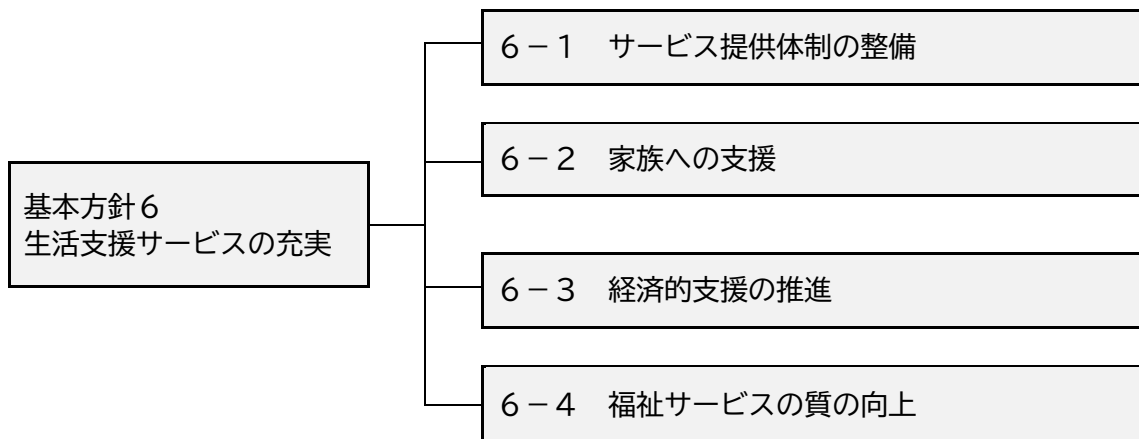 基本方針６
生活支援サービスの充実
６－１　サービス提供体制の整備
６－２　家族への支援
６－３　経済的支援の推進
６－４　福祉サービスの質の向上